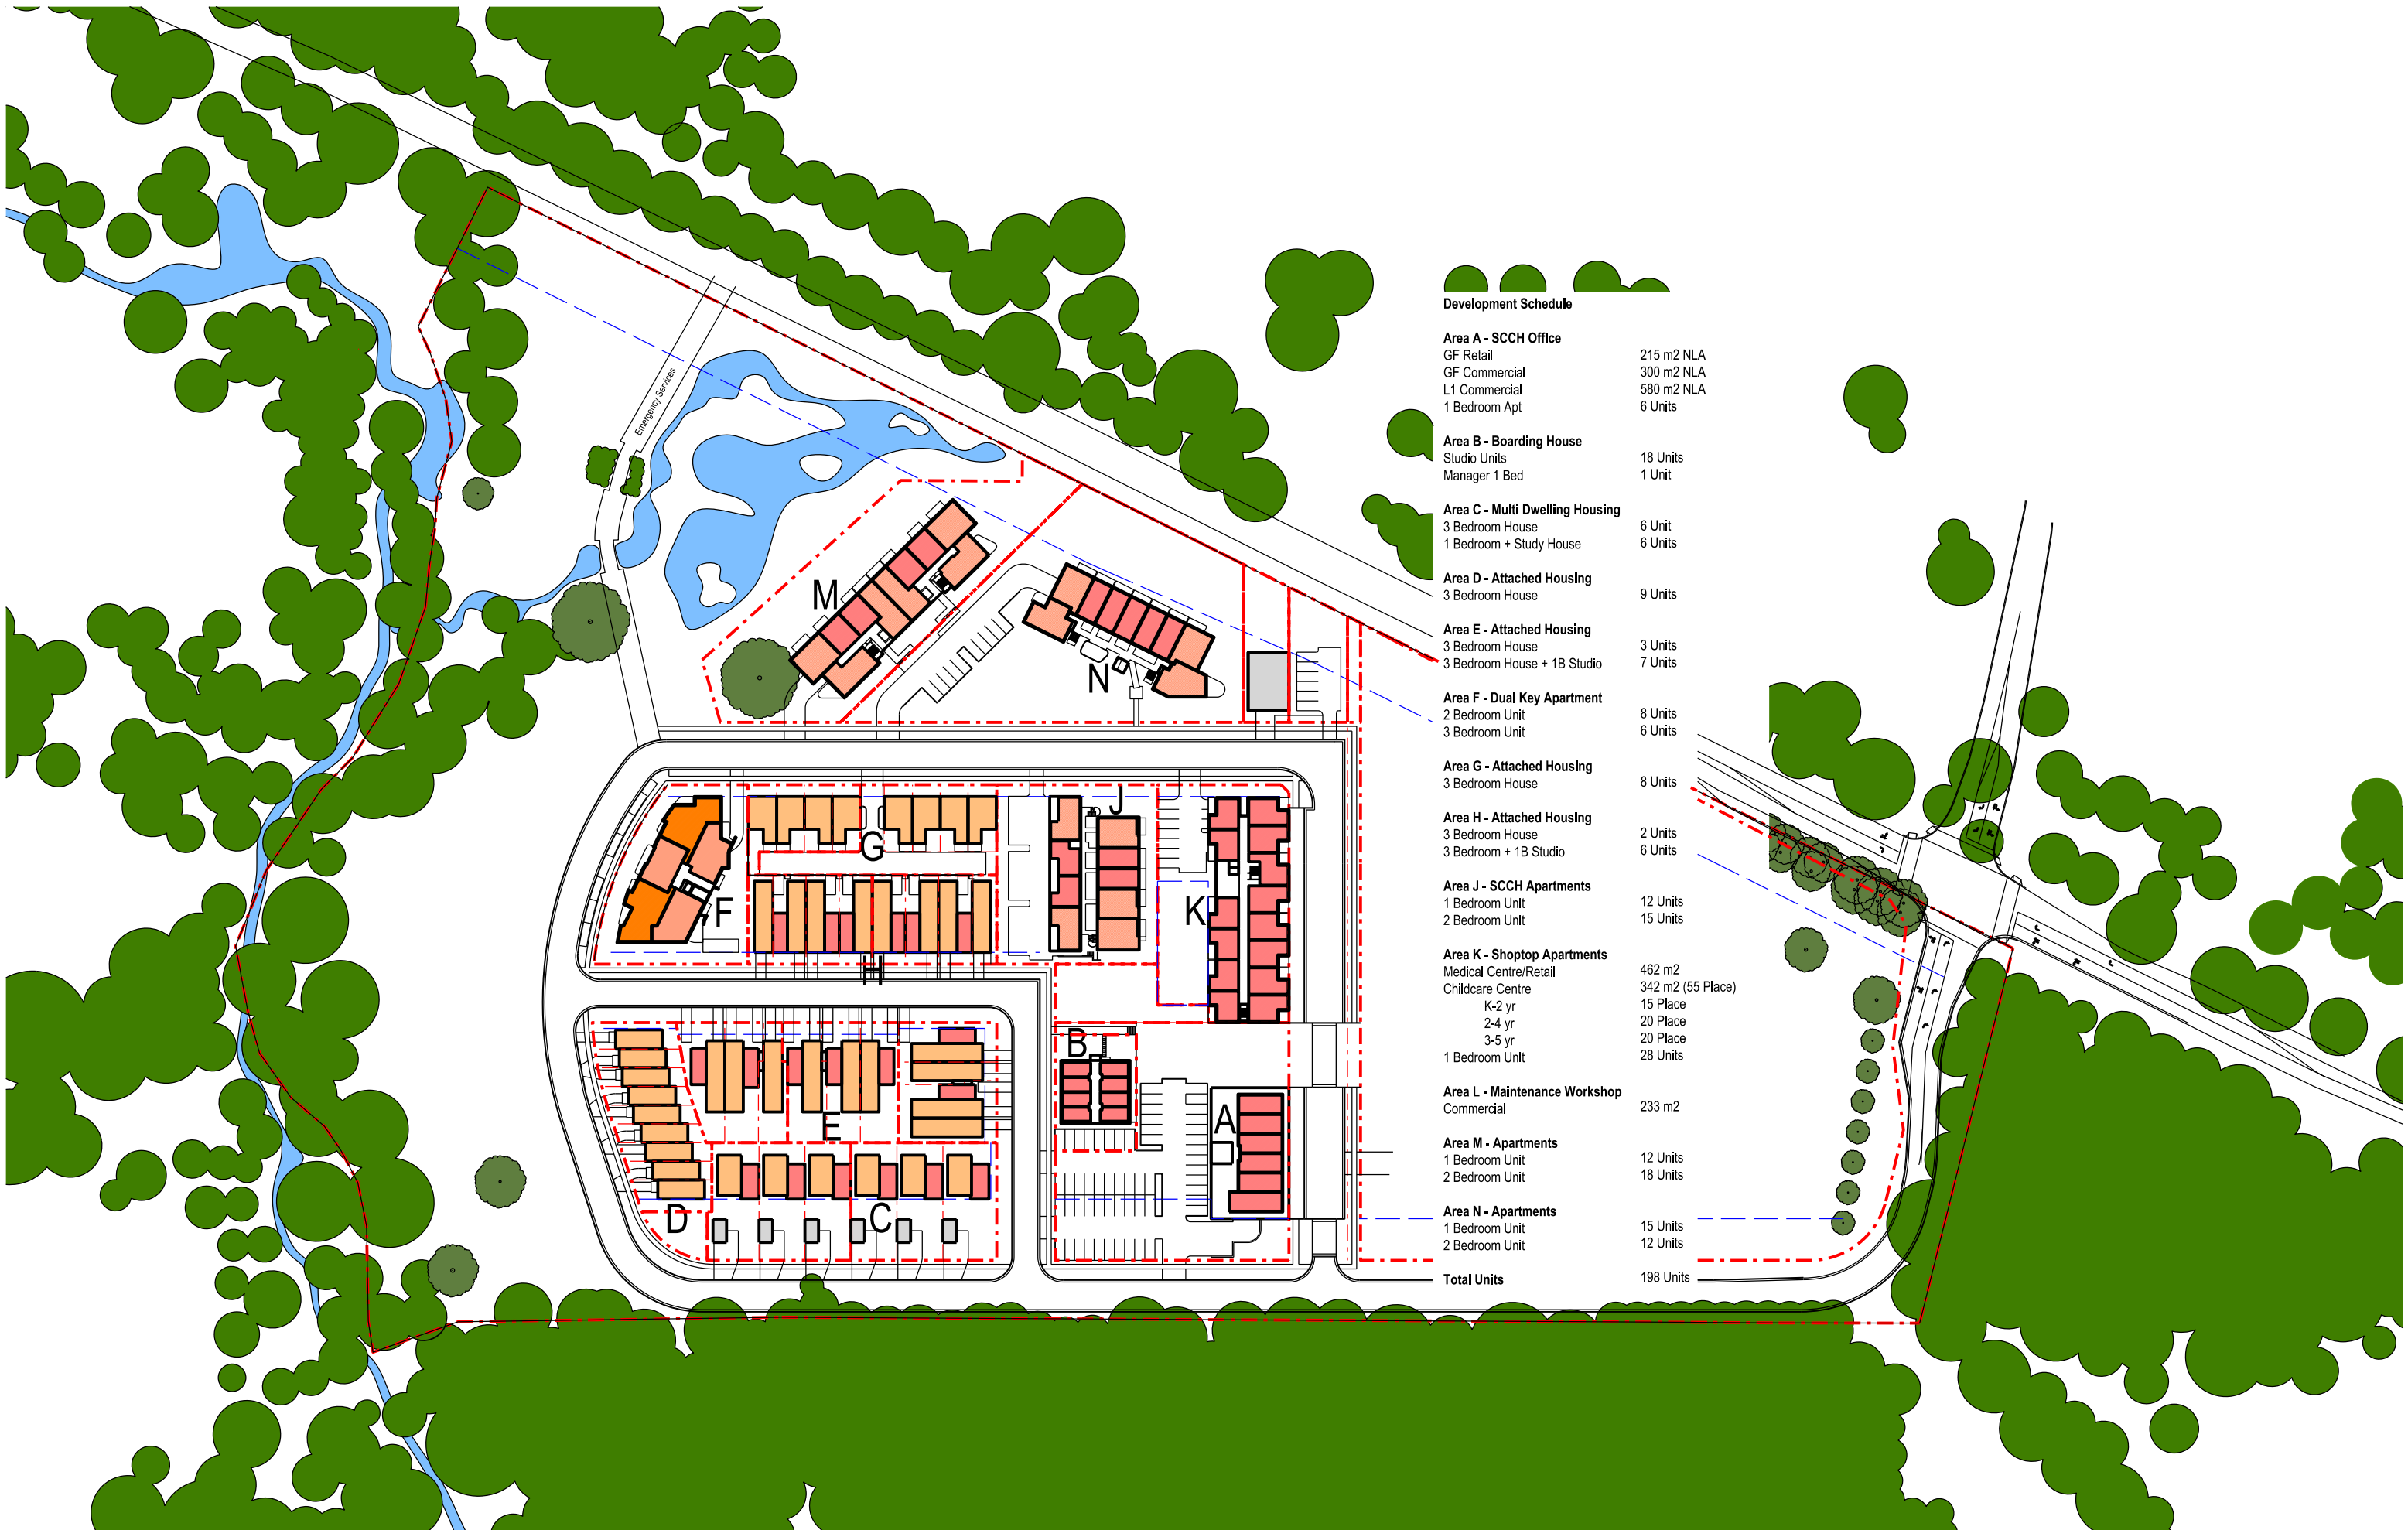 Emergency Services
M
N
J
G
K
F
H
B
A
E
D
C
Development Schedule
Area A - SCCH Office
GF Retail 215 m2 NLA
GF Commercial 300 m2 NLA
L1 Commercial 580 m2 NLA
1 Bedroom Apt 6 Units
Area B - Boarding House
Studio Units 18 Units
Manager 1 Bed 1 Unit
Area C - Multi Dwelling Housing
3 Bedroom House 6 Unit
1 Bedroom + Study House 6 Units
Area D - Attached Housing
3 Bedroom House 9 Units
Area E - Attached Housing
3 Bedroom House 3 Units
3 Bedroom House + 1B Studio 7 Units
Area F - Dual Key Apartment
2 Bedroom Unit 8 Units
3 Bedroom Unit 6 Units
Area G - Attached Housing
3 Bedroom House 8 Units
Area H - Attached Housing
3 Bedroom House 2 Units
3 Bedroom + 1B Studio 6 Units
Area J - SCCH Apartments
1 Bedroom Unit 12 Units
2 Bedroom Unit 15 Units
Area K - Shoptop Apartments
Medical Centre/Retail 462 m2
Childcare Centre 342 m2 (55 Place)
K-2 yr 15 Place
2-4 yr 20 Place
3-5 yr 20 Place
1 Bedroom Unit 28 Units
Area L - Maintenance Workshop
Commercial 233 m2
Area M - Apartments
1 Bedroom Unit 12 Units
2 Bedroom Unit 18 Units
Area N - Apartments
1 Bedroom Unit 15 Units
2 Bedroom Unit 12 Units
Total Units 198 Units